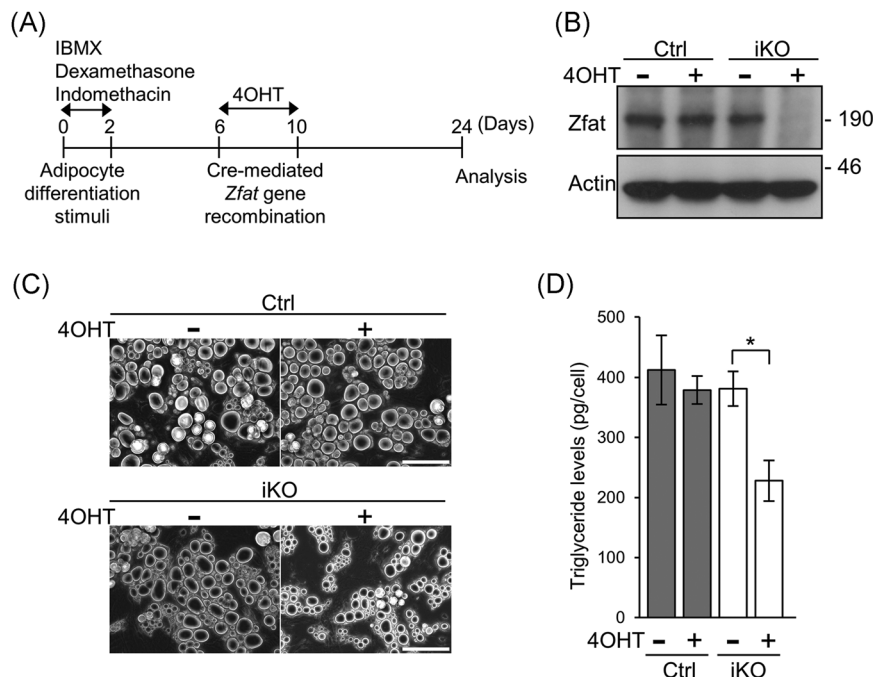 (A)
IBMX
Dexamethasone
Indomethacin
4OHT
0 2 6 10 24 (Days)
Adipocyte
differentiation
stimuli
Cre-mediated
Zfat gene
recombination
Analysis
(B)
Ctrl iKO
4OHT - + - +
Zfat - 190
- 46
Actin
(C)
Ctrl
4OHT - +
iKO
4OHT - +
(D)
Triglyceride levels (pg/cell)
500
400
300
200
100
0
*
4OHT - + - +
Ctrl iKO